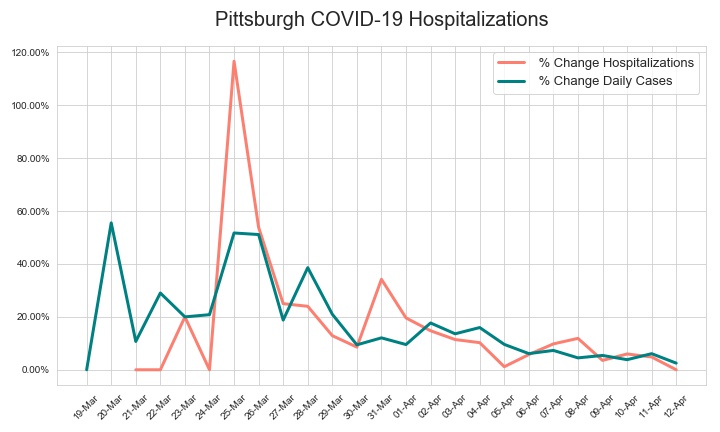 Pittsburgh COVID-19 Hospitalizations
% Change Hospitalizations
% Change Daily Cases
120.00%
100.00%
80.00%
60.00%
40.00%
20.00%
0.00%
19-Mar
20-Mar
21-Mar
22-Mar
23-Mar
24-Mar
25-Mar
26-Mar
27-Mar
28-Mar
29-Mar
30-Mar
31-Mar
01-Apr
02-Apr
03-Apr
04-Apr
05-Apr
06-Apr
07-Apr
08-Apr
09-Apr
10-Apr
11-Apr
12-Apr